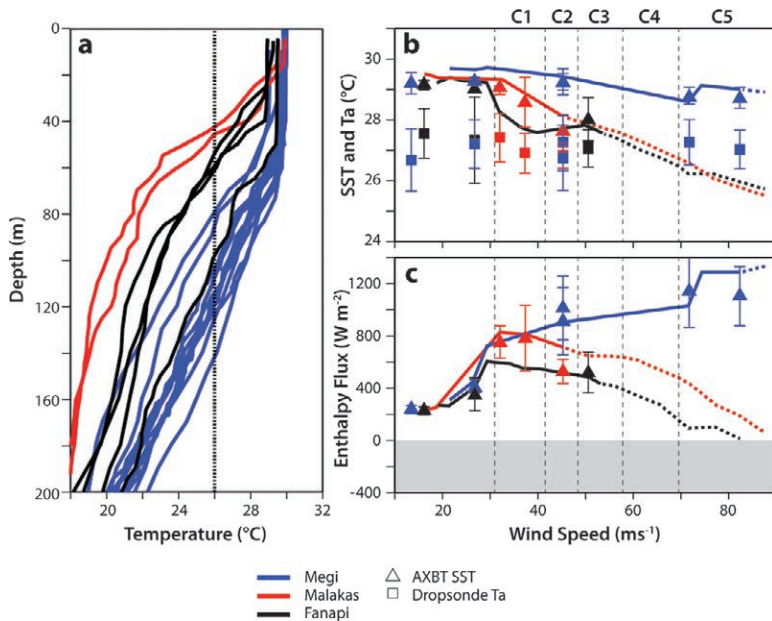 a
0
40
80
120
160
200
Depth (m)
20
24
28
32
Temperature (°C)
C1 C2 C3 C4 C5
b
30
28
26
24
SST and Ta (°C)
c
1200
800
400
0
-400
Enthalpy Flux (W m⁻²)
20
40
60
80
Wind Speed (ms⁻¹)
Megi
Malakas
Fanapi
AXBT SST
Dropsonde Ta